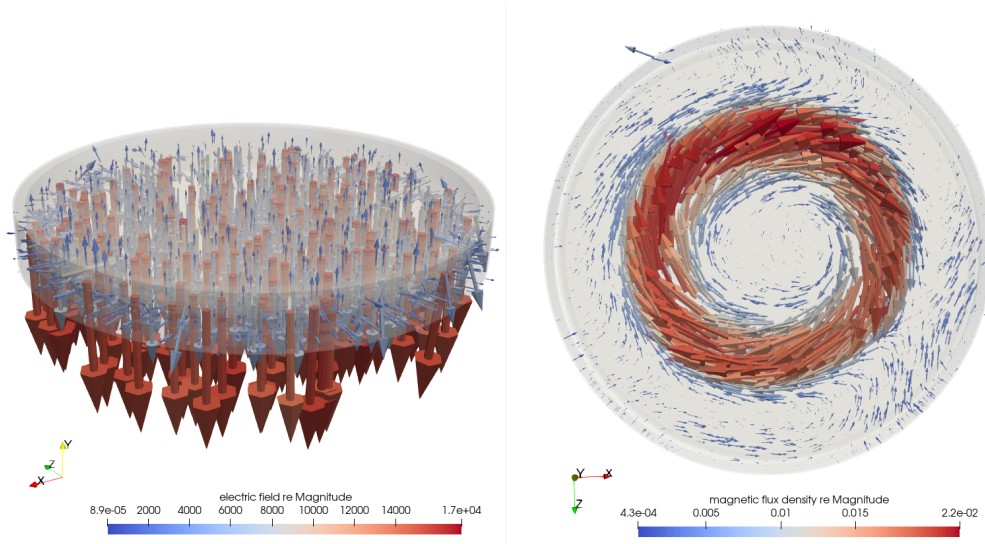 Y
Z
X
electric field re Magnitude
8.9e-05 2000 4000 6000 8000 10000 12000 14000 1.7e+04
Y X
Z
magnetic flux density re Magnitude
4.3e-04 0.005 0.01 0.015 2.2e-02